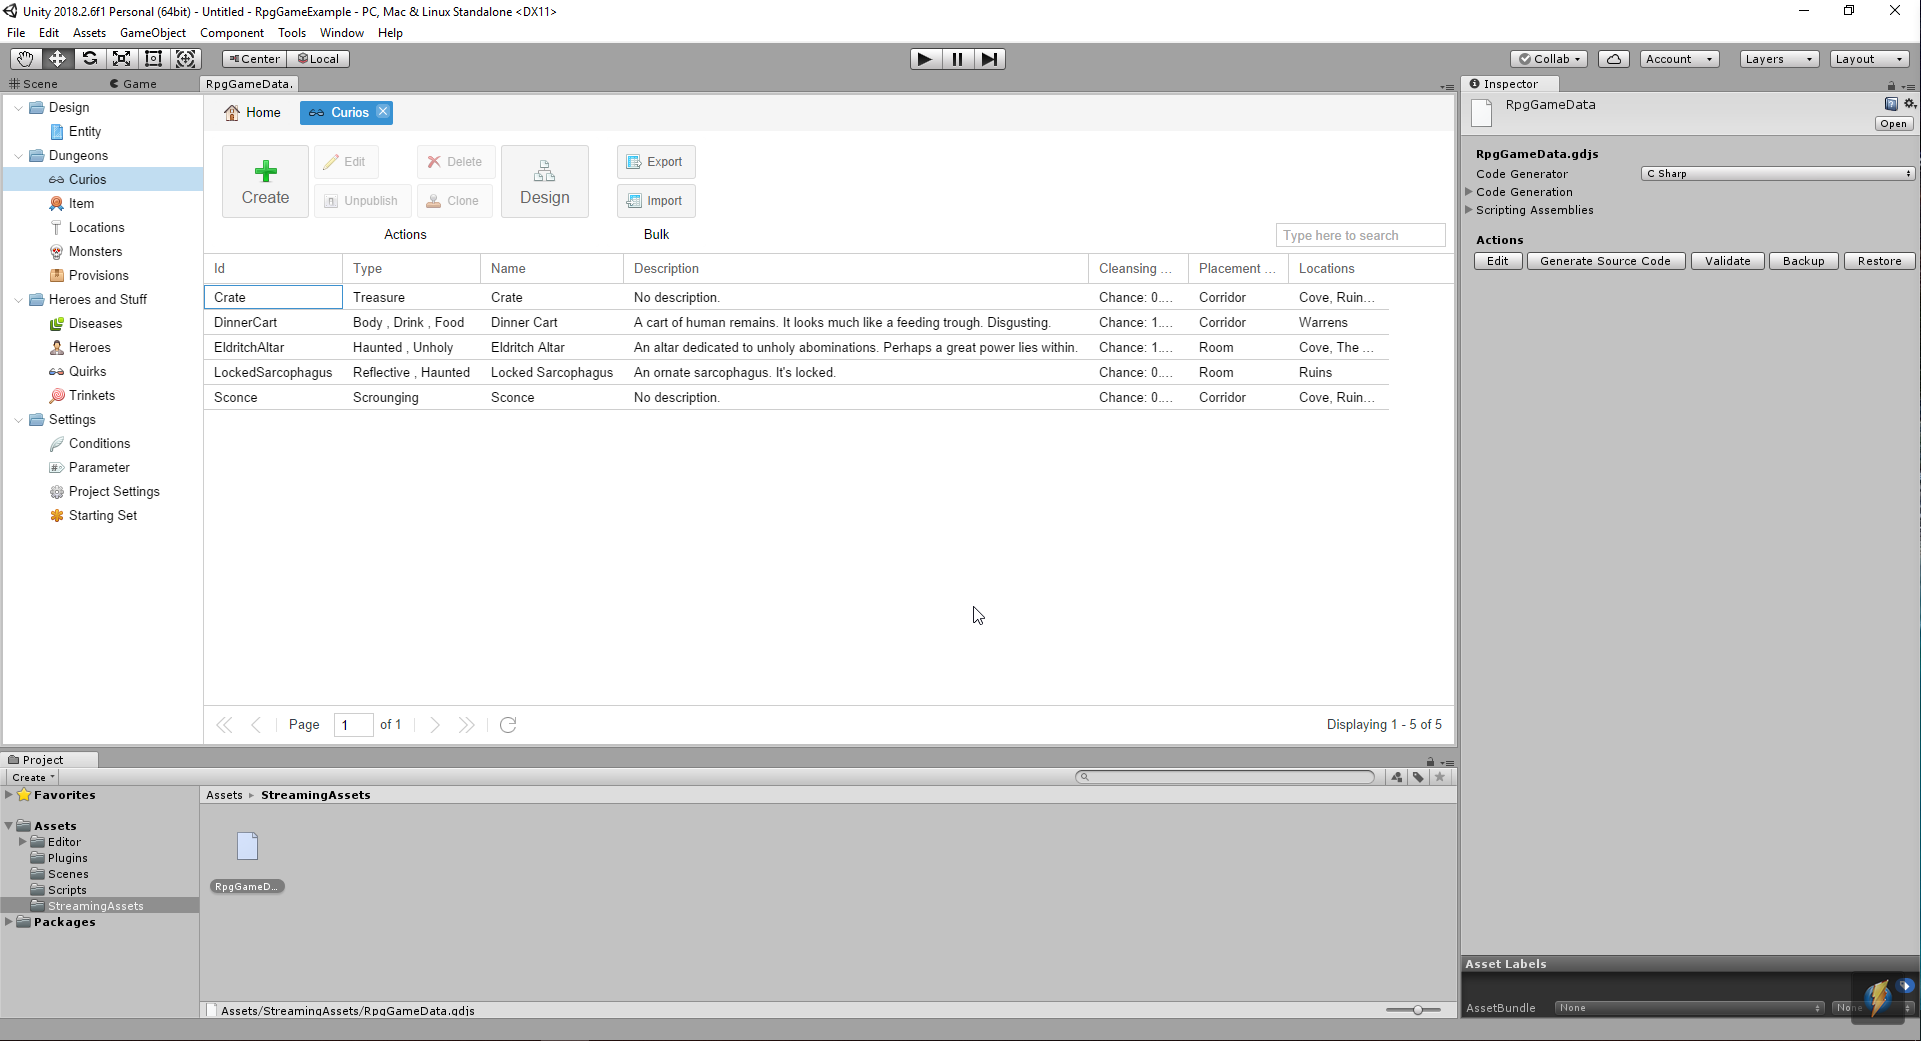 Unity 2018.2.6f1 Personal (64bit) - Untitled - RpgGameExample - PC, Mac & Linux Standalone <DX11>
File Edit Assets GameObject Component Tools Window Help
Center Local Collab Account Layers Layout
Scene Game RpgGameData.
Design
Entity
Dungeons
Curios
Item
Locations
Monsters
Provisions
Heroes and Stuff
Diseases
Heroes
Quirks
Trinkets
Settings
Conditions
Parameter
Project Settings
Starting Set
Home Curios
Create Edit Delete Design Export
Unpublish Clone Import
Actions Bulk
Type here to search
Id Type Name Description Cleansing ... Placement ... Locations
Crate Treasure Crate No description. Chance: 0.... Corridor Cove, Ruin...
DinnerCart Body , Drink , Food Dinner Cart A cart of human remains. It looks much like a feeding trough. Disgusting. Chance: 1.... Corridor Warrens
EldritchAltar Haunted , Unholy Eldritch Altar An altar dedicated to unholy abominations. Perhaps a great power lies within. Chance: 1.... Room Cove, The ...
LockedSarcophagus Reflective , Haunted Locked Sarcophagus An ornate sarcophagus. It's locked. Chance: 0.... Room Ruins
Sconce Scrounging Sconce No description. Chance: 0.... Corridor Cove, Ruin...
Page 1 of 1 Displaying 1 - 5 of 5
Inspector
RpgGameData
Open
RpgGameData.gdjs
Code Generator C Sharp
Code Generation
Scripting Assemblies
Actions
Edit Generate Source Code Validate Backup Restore
Project
Create
Favorites
Assets
Editor
Plugins
Scenes
Scripts
StreamingAssets
Packages
Assets StreamingAssets
RpgGameD...
Assets/StreamingAssets/RpgGameData.gdjs
Asset Labels
AssetBundle None